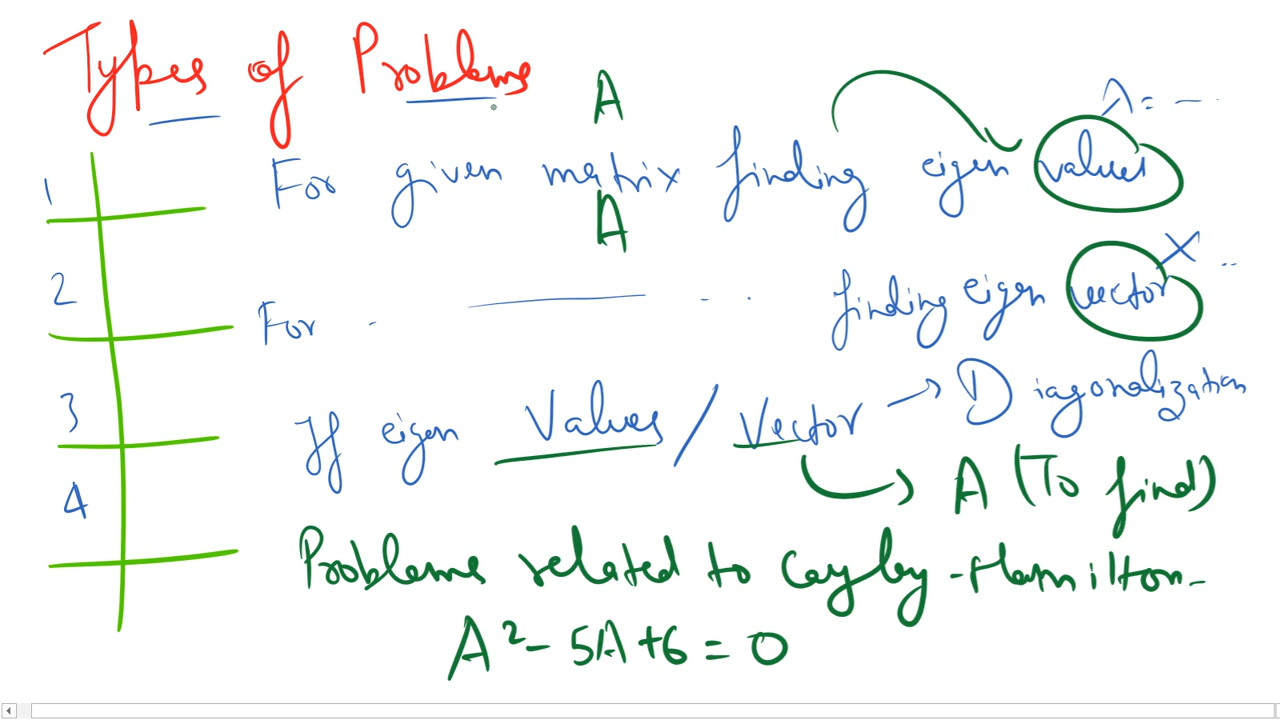 Types of Problems
A
λ = - ..
1 For given matrix finding eigen values
A
X ..
2 For - —— . . finding eigen vector
3 If eigen Values / Vector → Diagonalization
→ A (To find)
4 Problems related to Cayley-Hamilton-
A² - 5A + 6 = 0